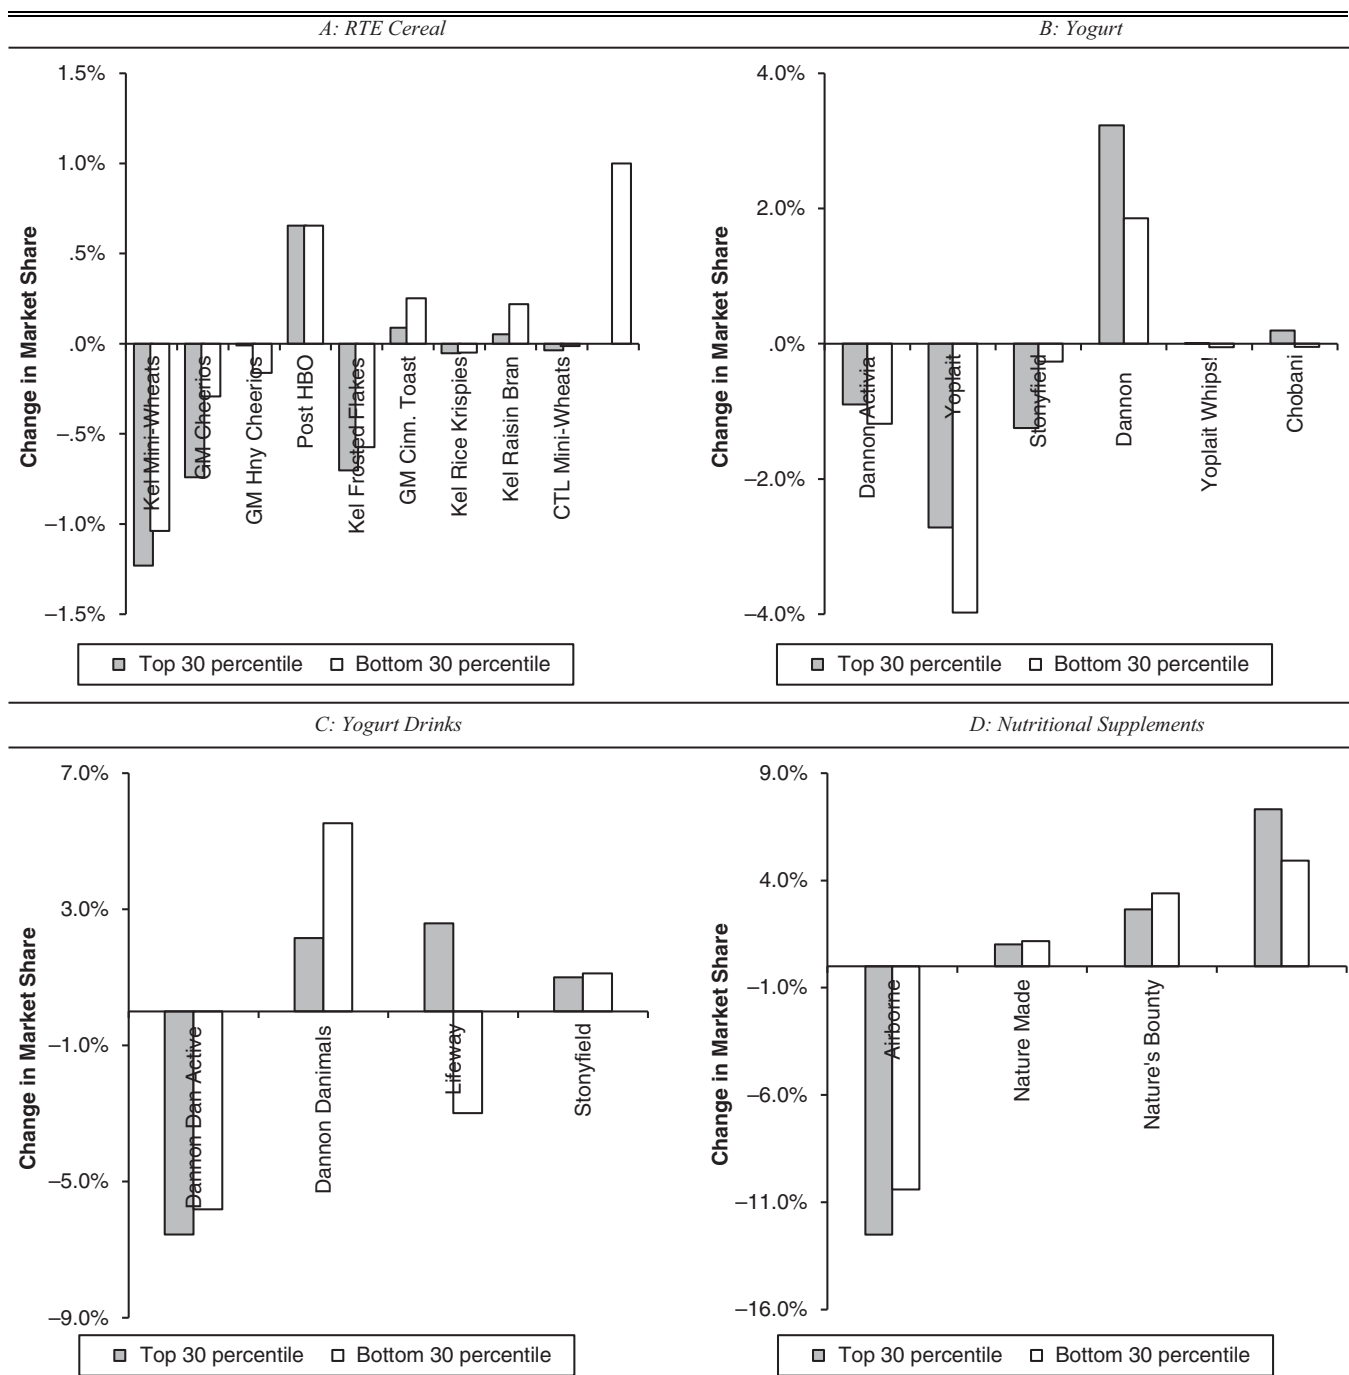 A: RTE Cereal
B: Yogurt
Change in Market Share
1.5%
1.0%
.5%
.0%
–.5%
–1.0%
–1.5%
Kel Mini-Wheats
GM Cheerios
GM Hny Cheerios
Post HBO
Kel Frosted Flakes
GM Cinn. Toast
Kel Rice Krispies
Kel Raisin Bran
CTL Mini-Wheats
Top 30 percentile
Bottom 30 percentile
Change in Market Share
4.0%
2.0%
.0%
–2.0%
–4.0%
Dannon Activia
Yoplait
Stonyfield
Dannon
Yoplait Whips!
Chobani
Top 30 percentile
Bottom 30 percentile
C: Yogurt Drinks
D: Nutritional Supplements
Change in Market Share
7.0%
3.0%
–1.0%
–5.0%
–9.0%
Dannon Dan Active
Dannon Danimals
Lifeway
Stonyfield
Top 30 percentile
Bottom 30 percentile
Change in Market Share
9.0%
4.0%
–1.0%
–6.0%
–11.0%
–16.0%
Airborne
Nature Made
Nature's Bounty
Top 30 percentile
Bottom 30 percentile